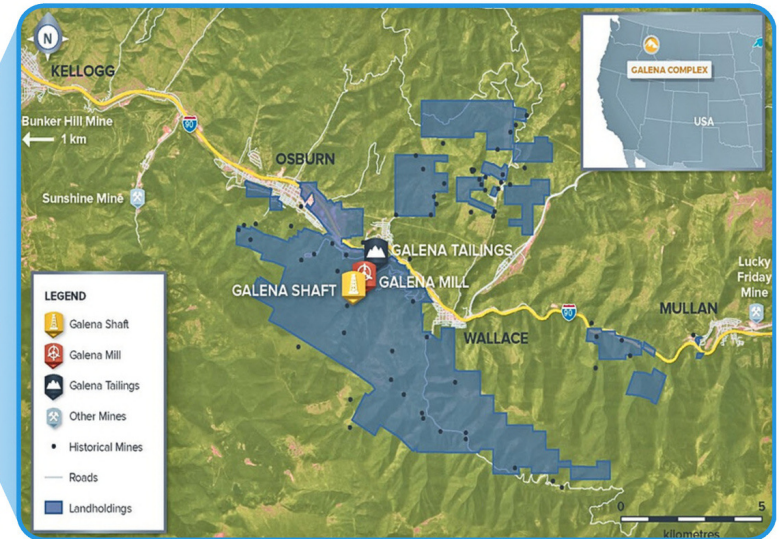 N
KELLOGG
Bunker Hill Mine
1 km
90
OSBURN
Sunshine Mine
GALENA COMPLEX
USA
GALENA TAILINGS
GALENA MILL
GALENA SHAFT
Lucky
Friday
Mine
MULLAN
90
WALLACE
LEGEND
Galena Shaft
Galena Mill
Galena Tailings
Other Mines
Historical Mines
Roads
Landholdings
0
5
kilometres